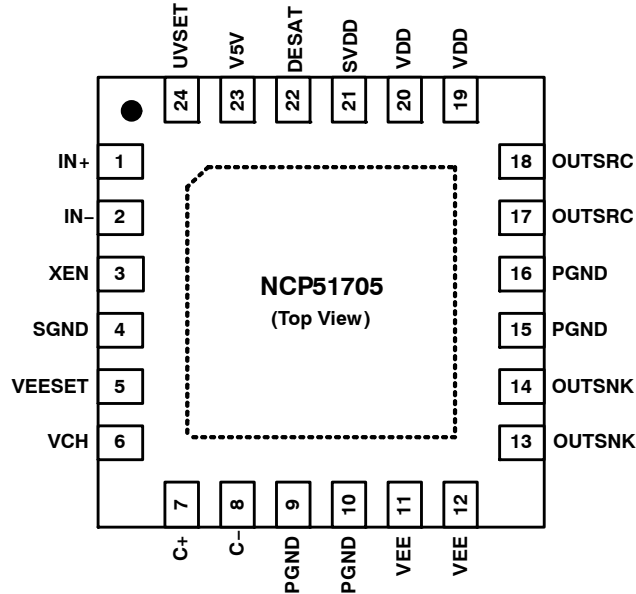 UVSET
V5V
DESAT
SVDD
VDD
VDD
24
23
22
21
20
19
IN+
1
18
OUTSRC
IN−
2
17
OUTSRC
XEN
3
16
PGND
SGND
4
15
PGND
VEESET
5
14
OUTSNK
VCH
6
13
OUTSNK
NCP51705
(Top View)
7
8
9
10
11
12
C+
C−
PGND
PGND
VEE
VEE